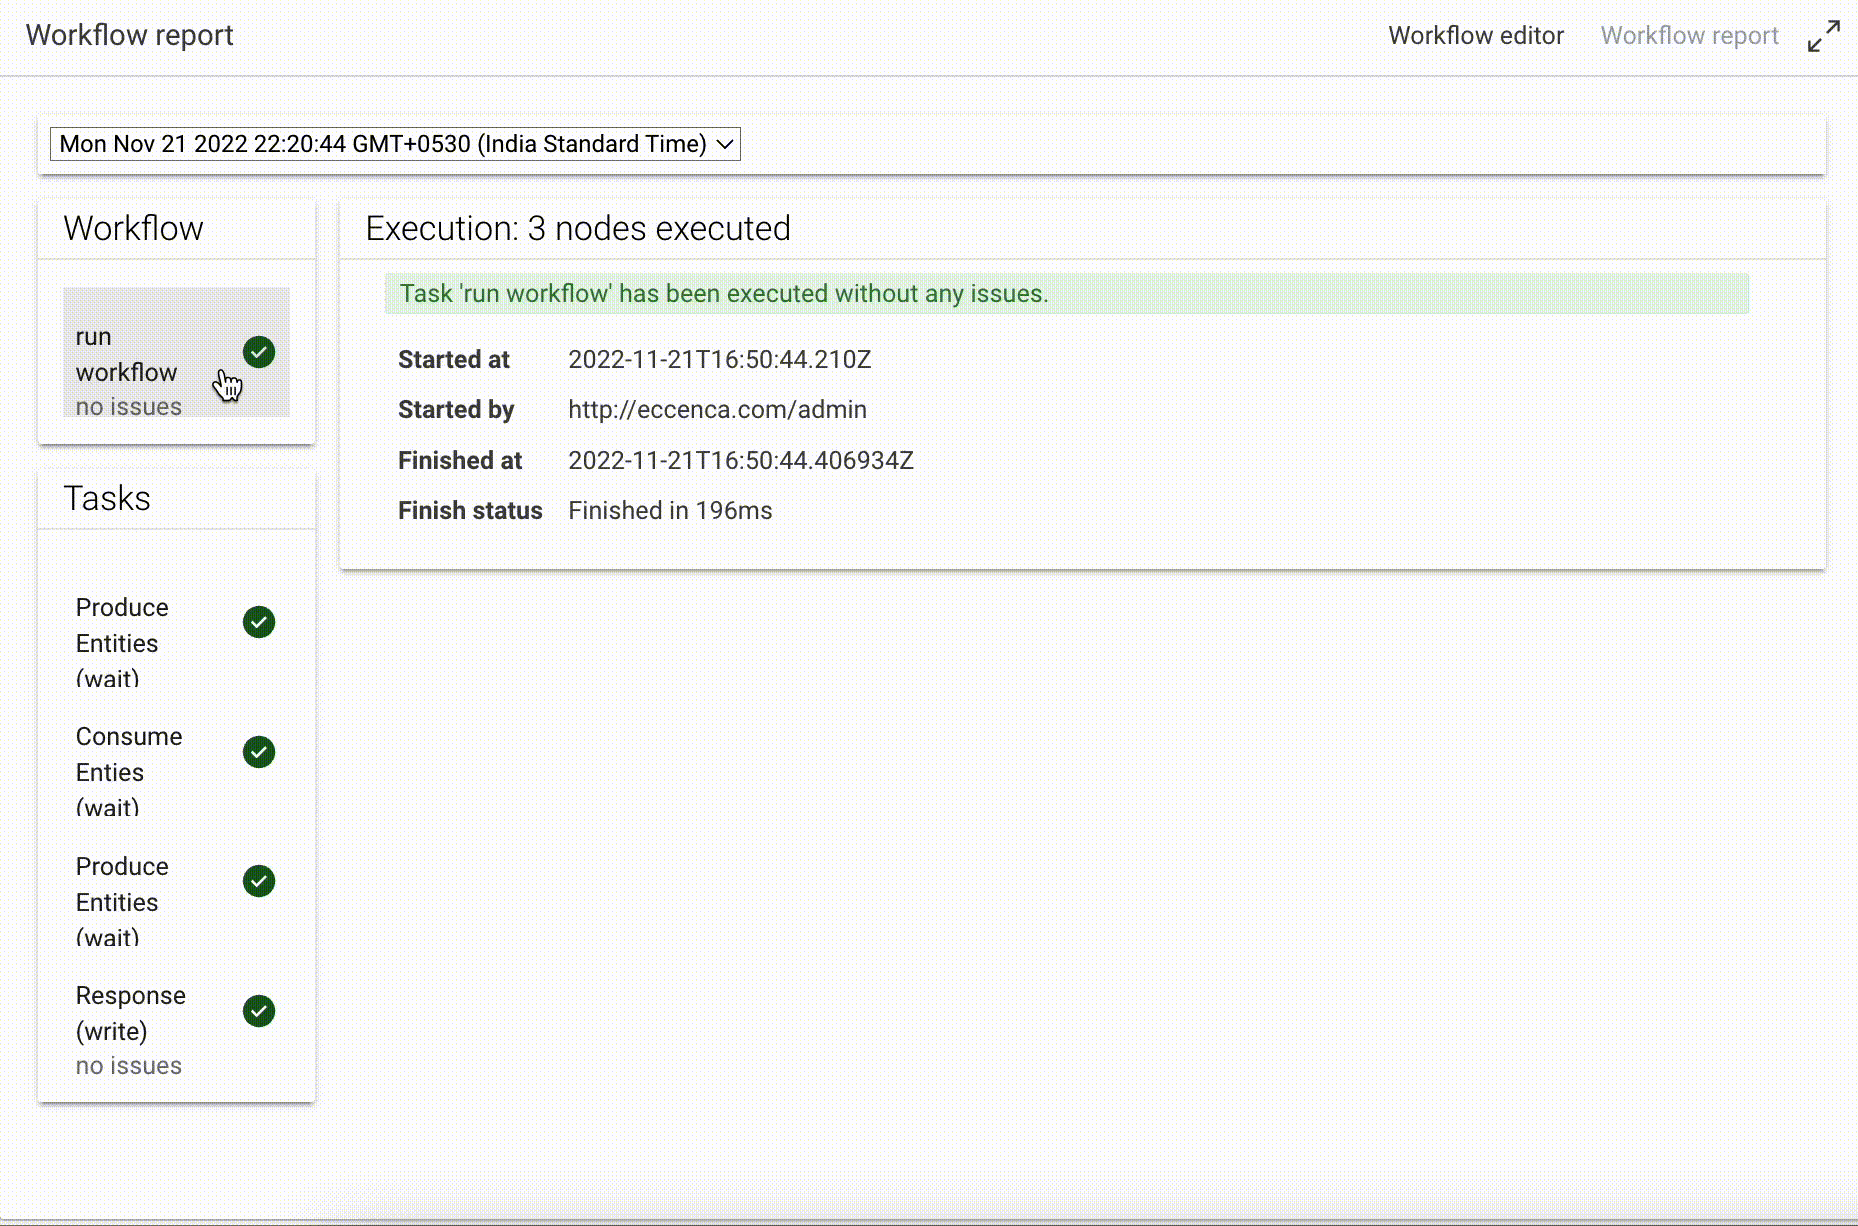 Workflow report
Workflow editor
Workflow report
Mon Nov 21 2022 22:20:44 GMT+0530 (India Standard Time)
Workflow
run
workflow
no issues
Tasks
Produce
Entities
(wait)
Consume
Enties
(wait)
Produce
Entities
(wait)
Response
(write)
no issues
Execution: 3 nodes executed
Task 'run workflow' has been executed without any issues.
Started at 2022-11-21T16:50:44.210Z
Started by http://eccenca.com/admin
Finished at 2022-11-21T16:50:44.406934Z
Finish status Finished in 196ms